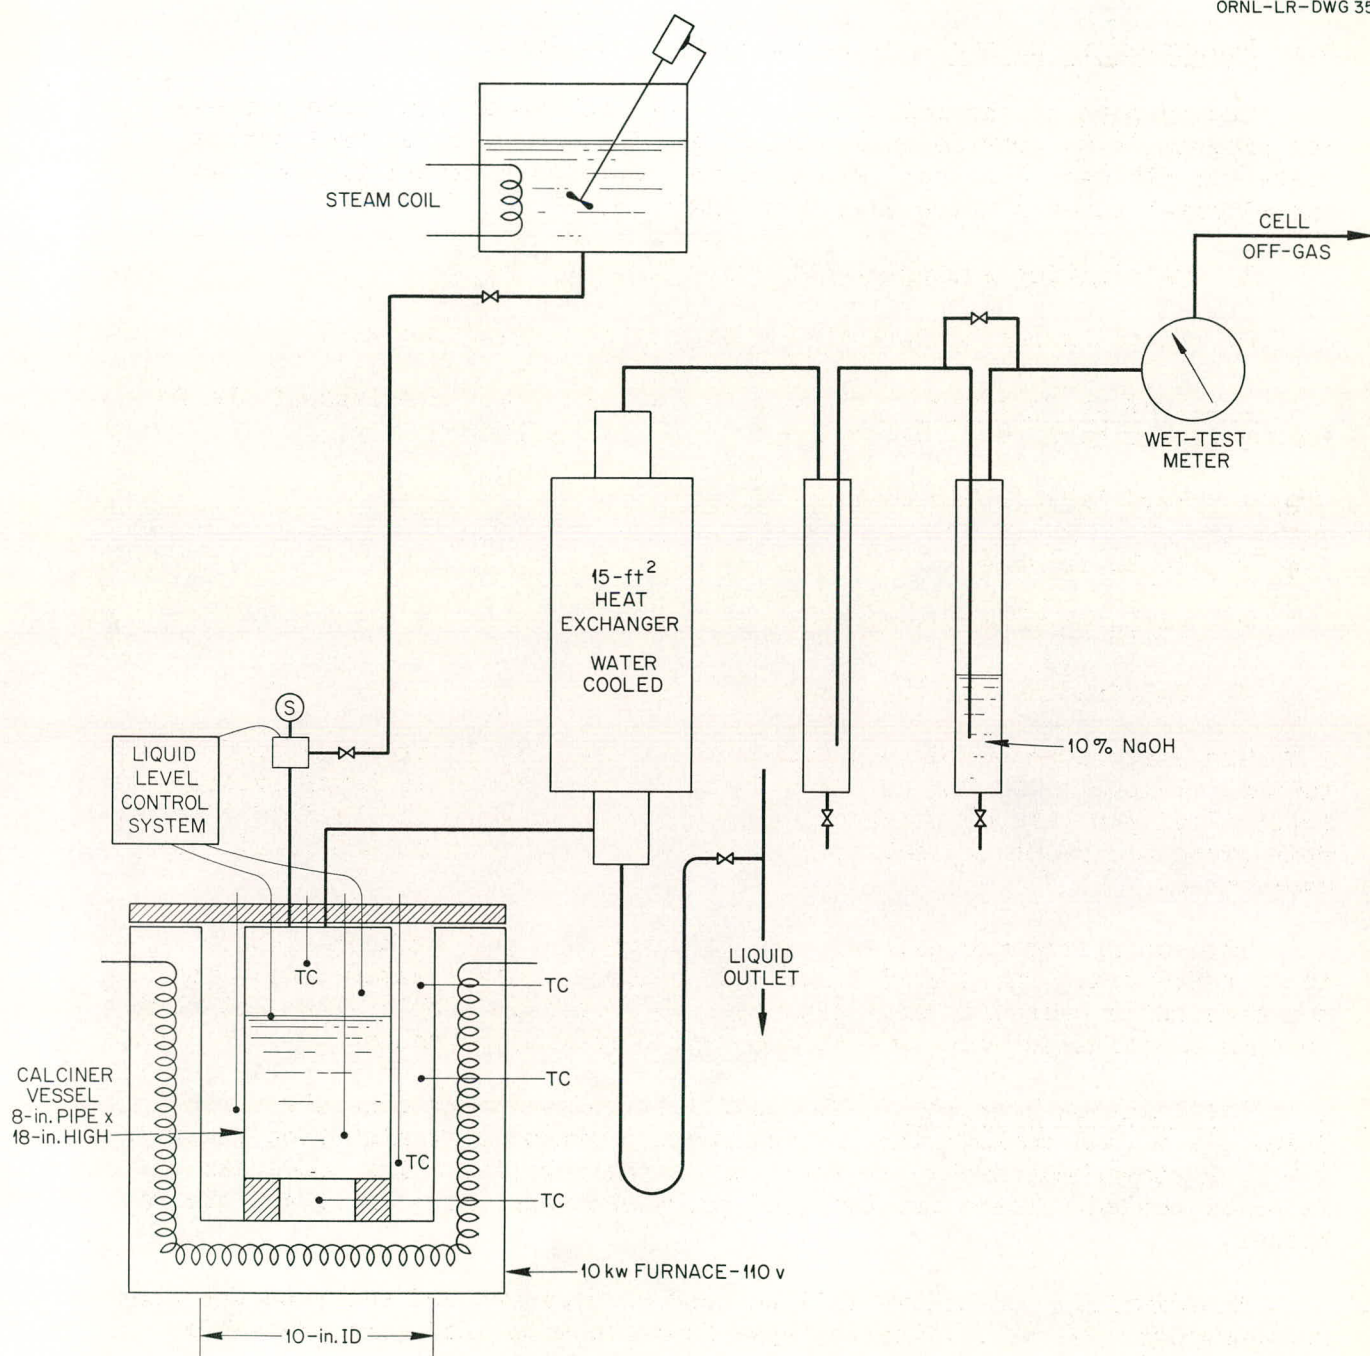 ORNL-LR-DWG 35
STEAM COIL
CELL
OFF-GAS
WET-TEST
METER
15-ft²
HEAT
EXCHANGER
WATER
COOLED
10% NaOH
S
LIQUID
LEVEL
CONTROL
SYSTEM
LIQUID
OUTLET
TC
TC
TC
TC
TC
CALCINER
VESSEL
8-in. PIPE x
18-in. HIGH
10 kw FURNACE-110 v
10-in. ID